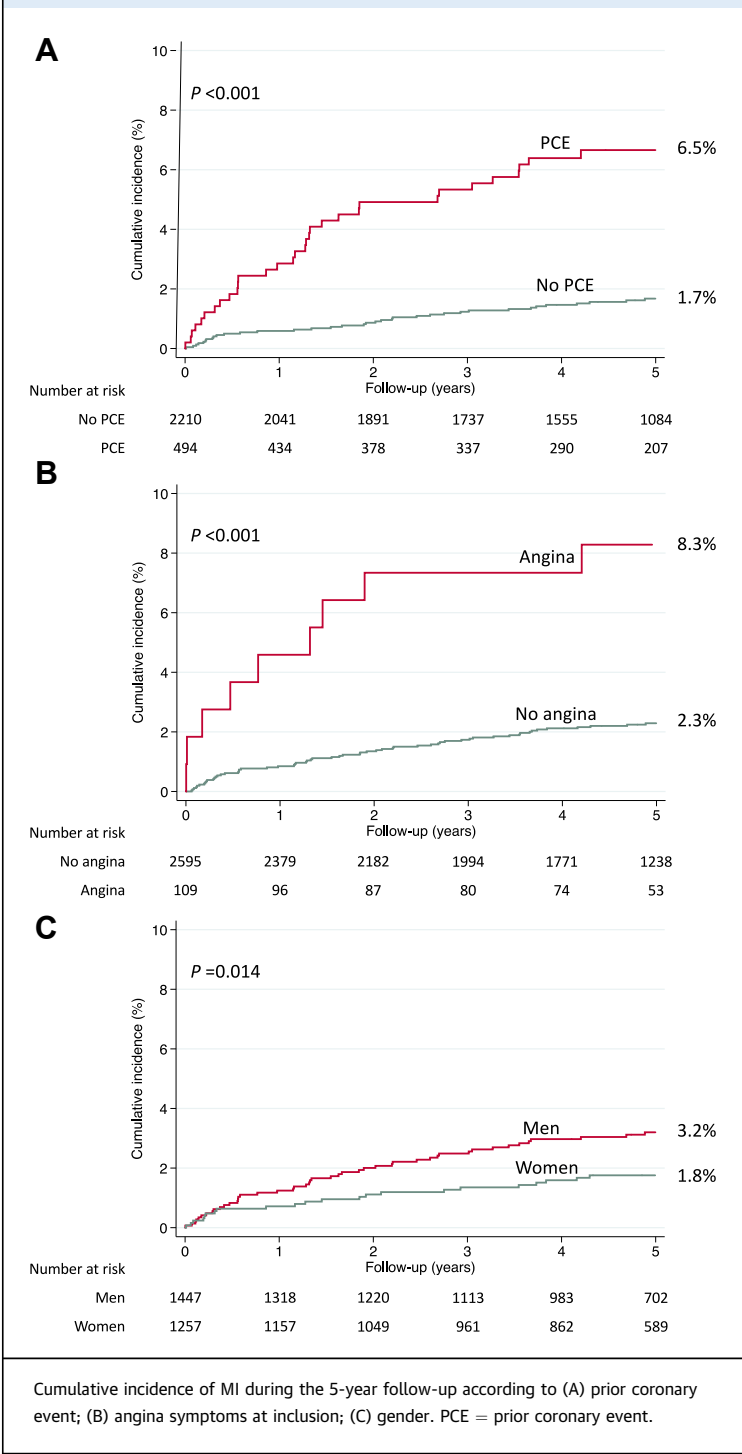 A
10
P <0.001
8
6
4
2
0
Cumulative incidence (%)
PCE
6.5%
No PCE
1.7%
0 1 2 3 4 5
Follow-up (years)
Number at risk
No PCE 2210 2041 1891 1737 1555 1084
PCE 494 434 378 337 290 207
B
10
P <0.001
8
6
4
2
0
Cumulative incidence (%)
Angina
8.3%
No angina
2.3%
0 1 2 3 4 5
Follow-up (years)
Number at risk
No angina 2595 2379 2182 1994 1771 1238
Angina 109 96 87 80 74 53
C
10
P =0.014
8
6
4
2
0
Cumulative incidence (%)
Men
3.2%
Women
1.8%
0 1 2 3 4 5
Follow-up (years)
Number at risk
Men 1447 1318 1220 1113 983 702
Women 1257 1157 1049 961 862 589
Cumulative incidence of MI during the 5-year follow-up according to (A) prior coronary
event; (B) angina symptoms at inclusion; (C) gender. PCE = prior coronary event.